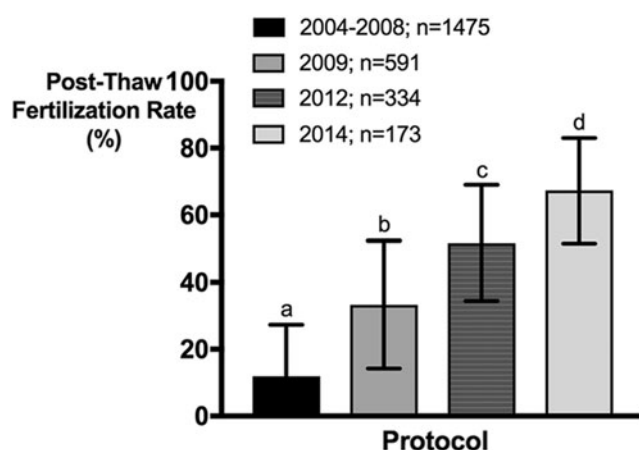 2004-2008; n=1475
2009; n=591
2012; n=334
2014; n=173
Post-Thaw
Fertilization Rate
(%)
100
80
60
40
20
0
a
b
c
d
Protocol